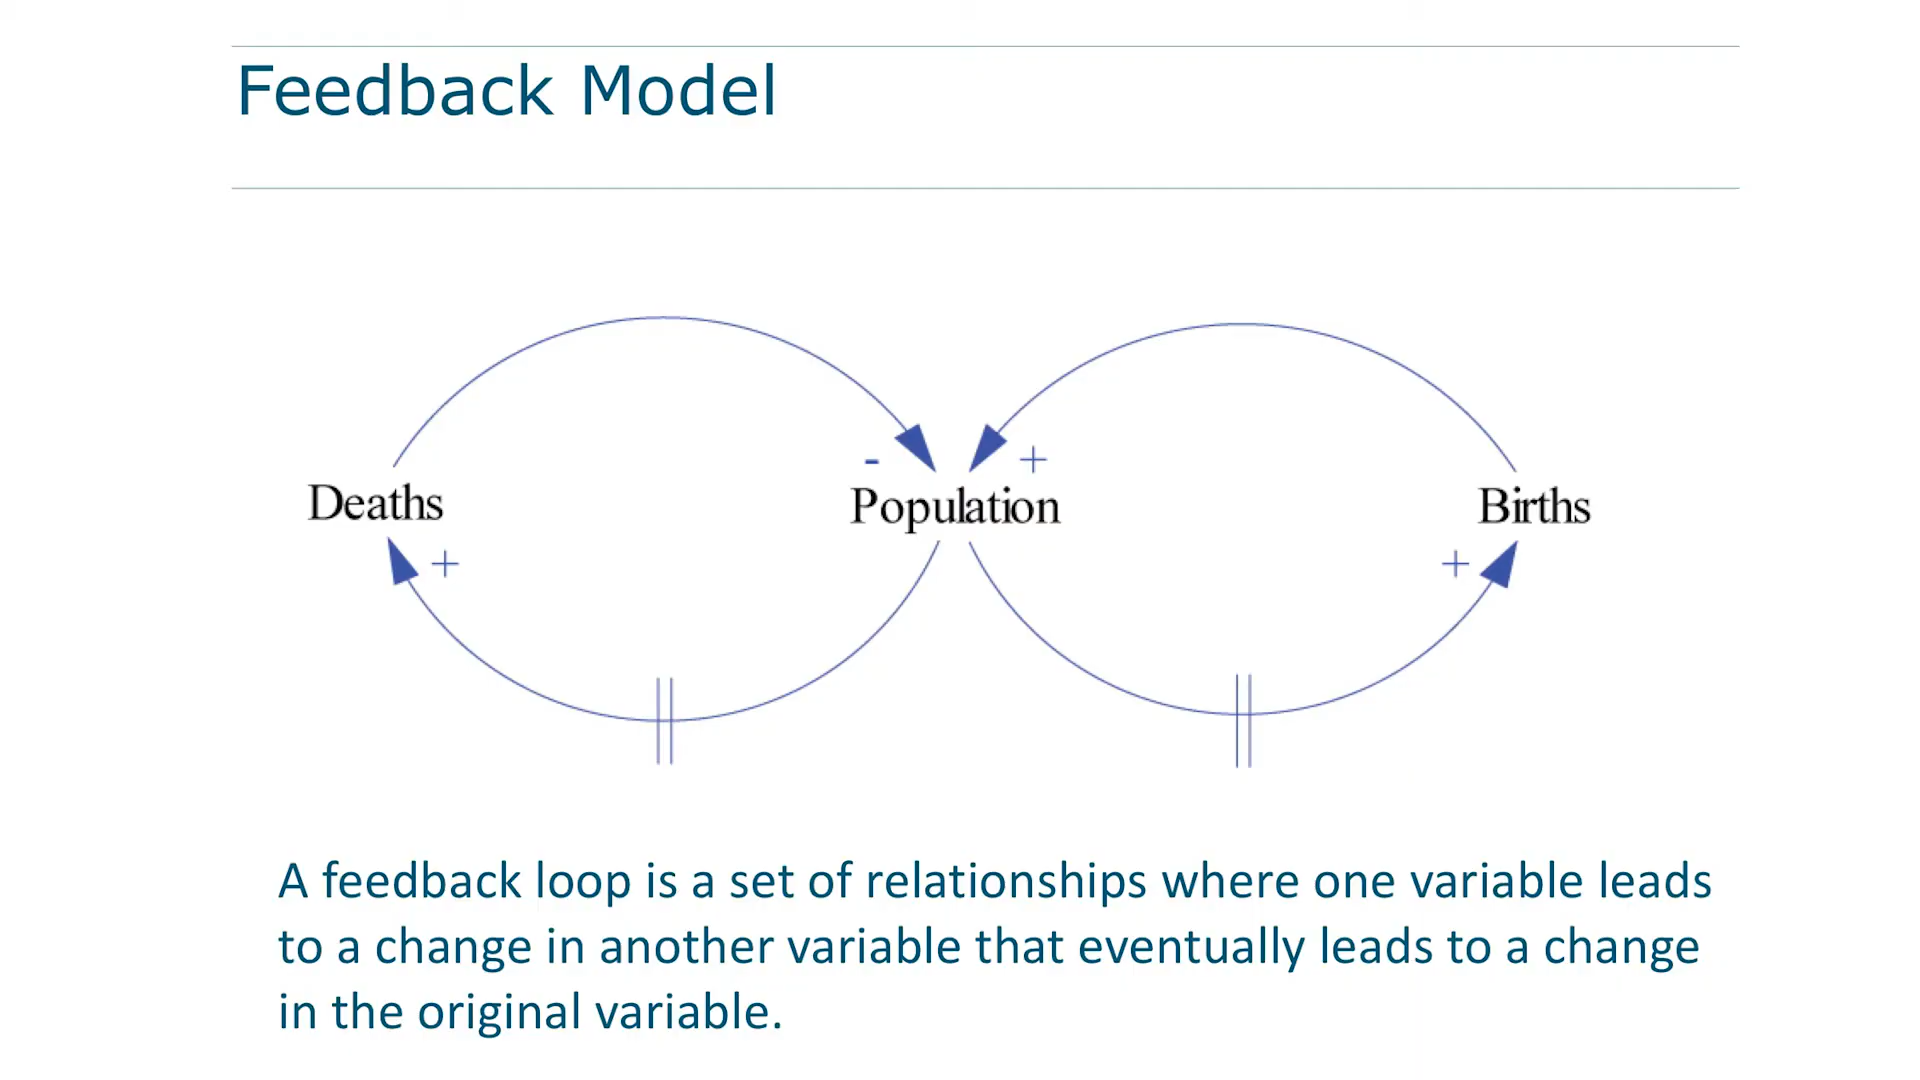 Feedback Model
- +
Deaths Population Births
+ +
A feedback loop is a set of relationships where one variable leads
to a change in another variable that eventually leads to a change
in the original variable.